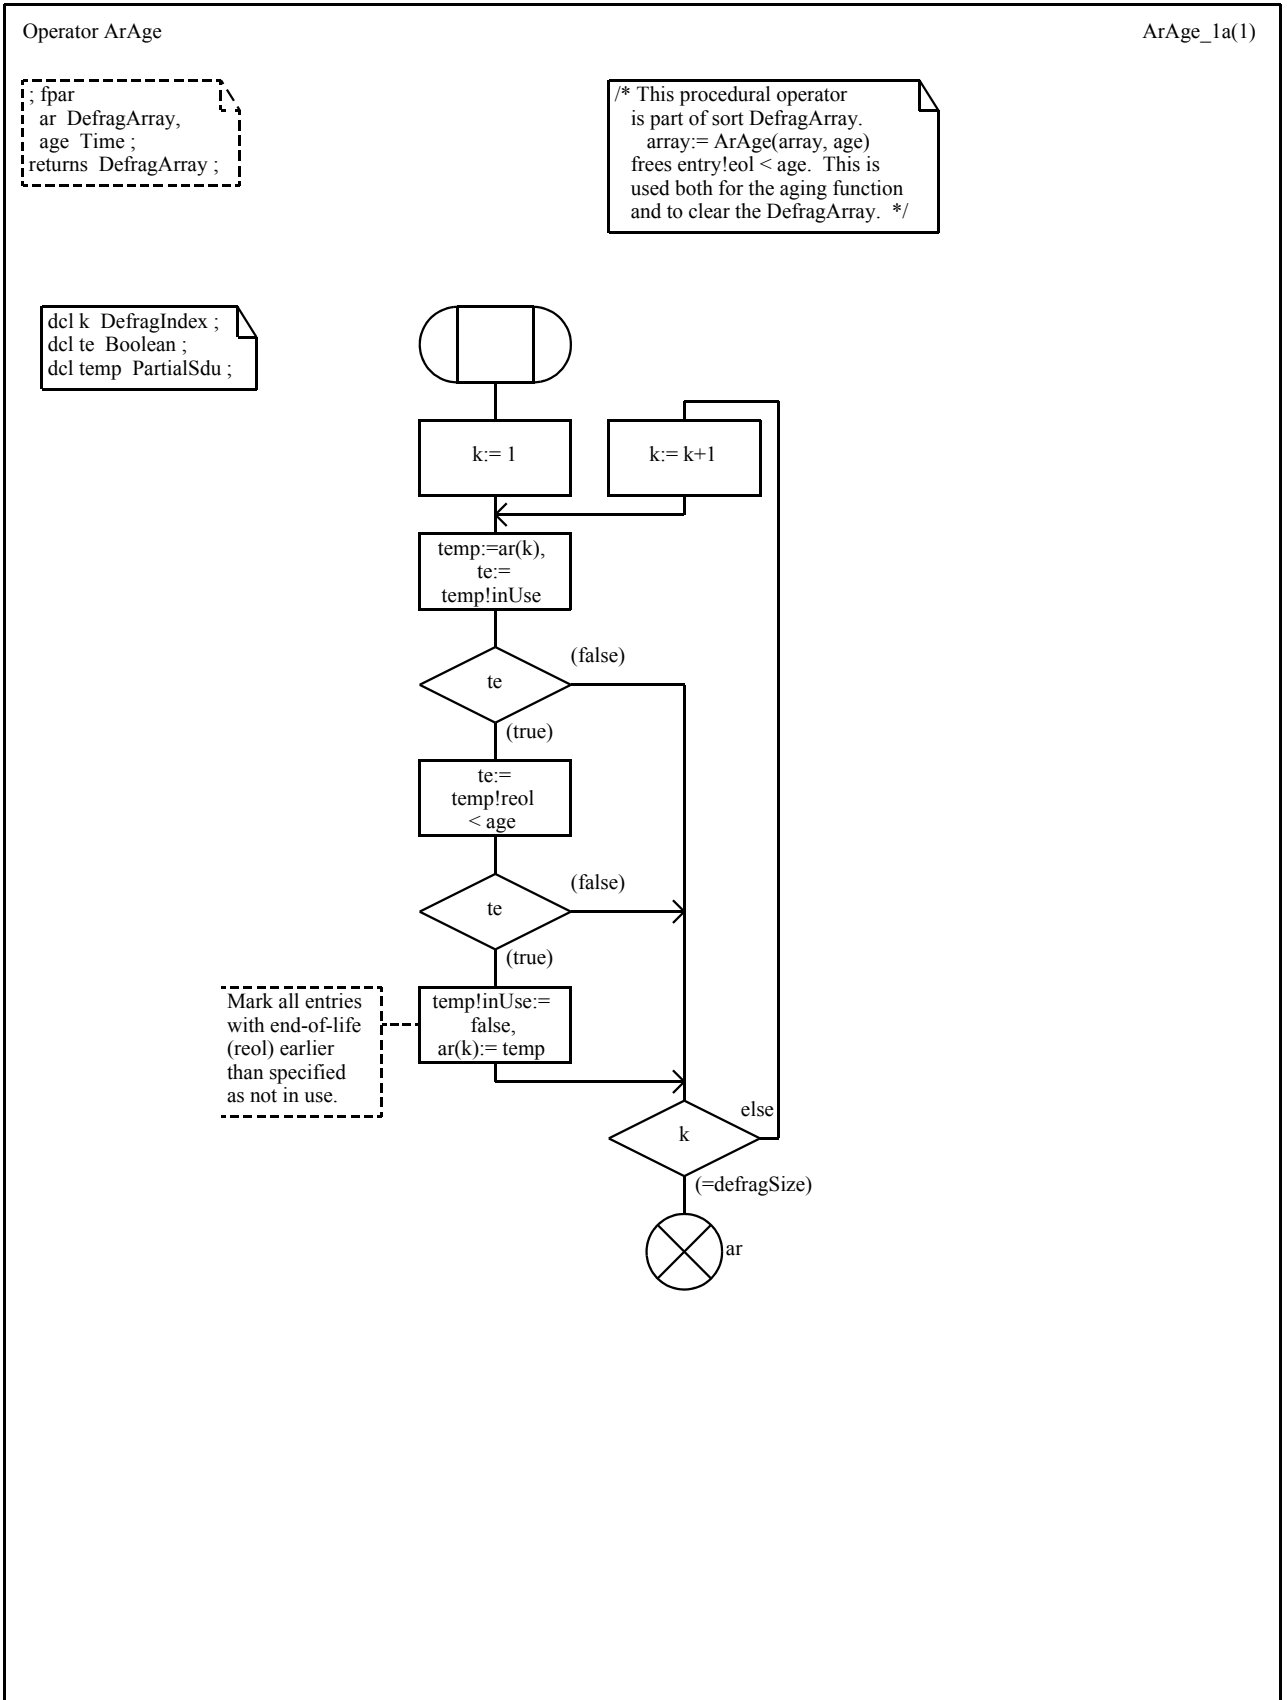 Operator ArAge
ArAge_1a(1)
; fpar
ar  DefragArray,
age  Time ;
returns  DefragArray ;
/* This procedural operator
is part of sort DefragArray.
array:= ArAge(array, age)
frees entry!eol < age.  This is
used both for the aging function
and to clear the DefragArray.  */
dcl k  DefragIndex ;
dcl te  Boolean ;
dcl temp  PartialSdu ;
k:= 1
k:= k+1
temp:=ar(k),
te:=
temp!inUse
te
(false)
(true)
te:=
temp!reol
< age
te
(false)
(true)
Mark all entries
with end-of-life
(reol) earlier
than specified
as not in use.
temp!inUse:=
false,
ar(k):= temp
k
else
(=defragSize)
ar